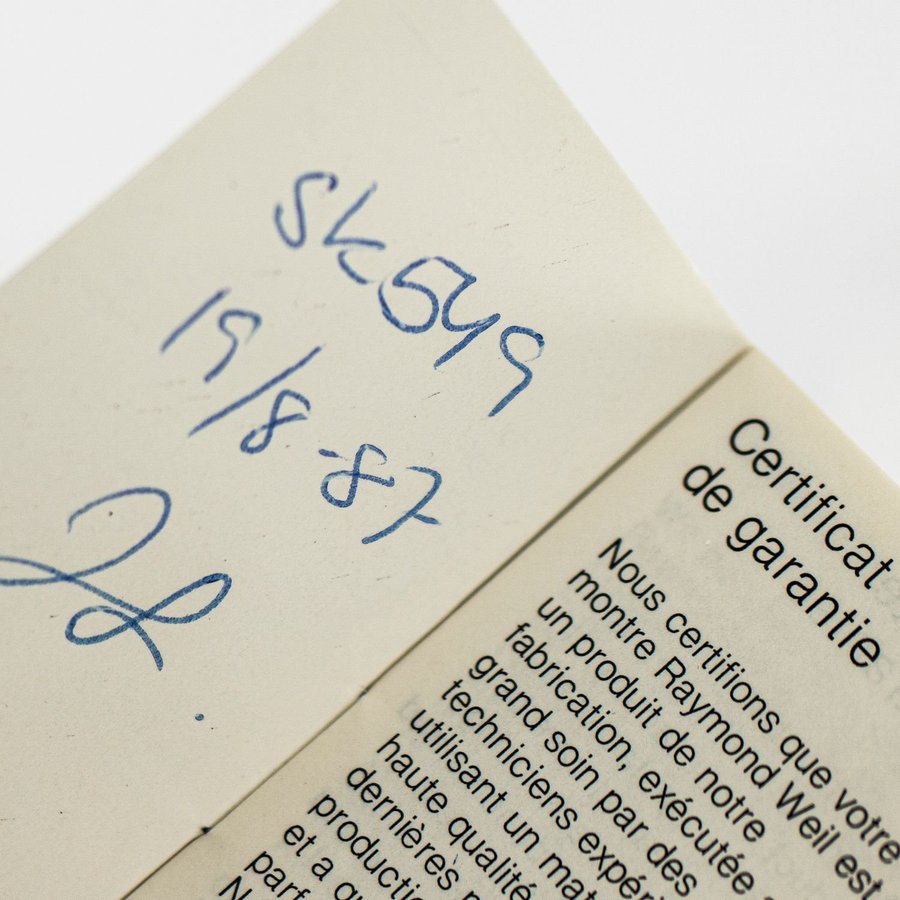 Sk549
19/8-87
Certificat
de garantie
Nous certifions que votre
montre Raymond Weil est
un produit de notre
fabrication, exécutée
grand soin par des
techniciens
utilisant un
haute qualité
dernières
et a